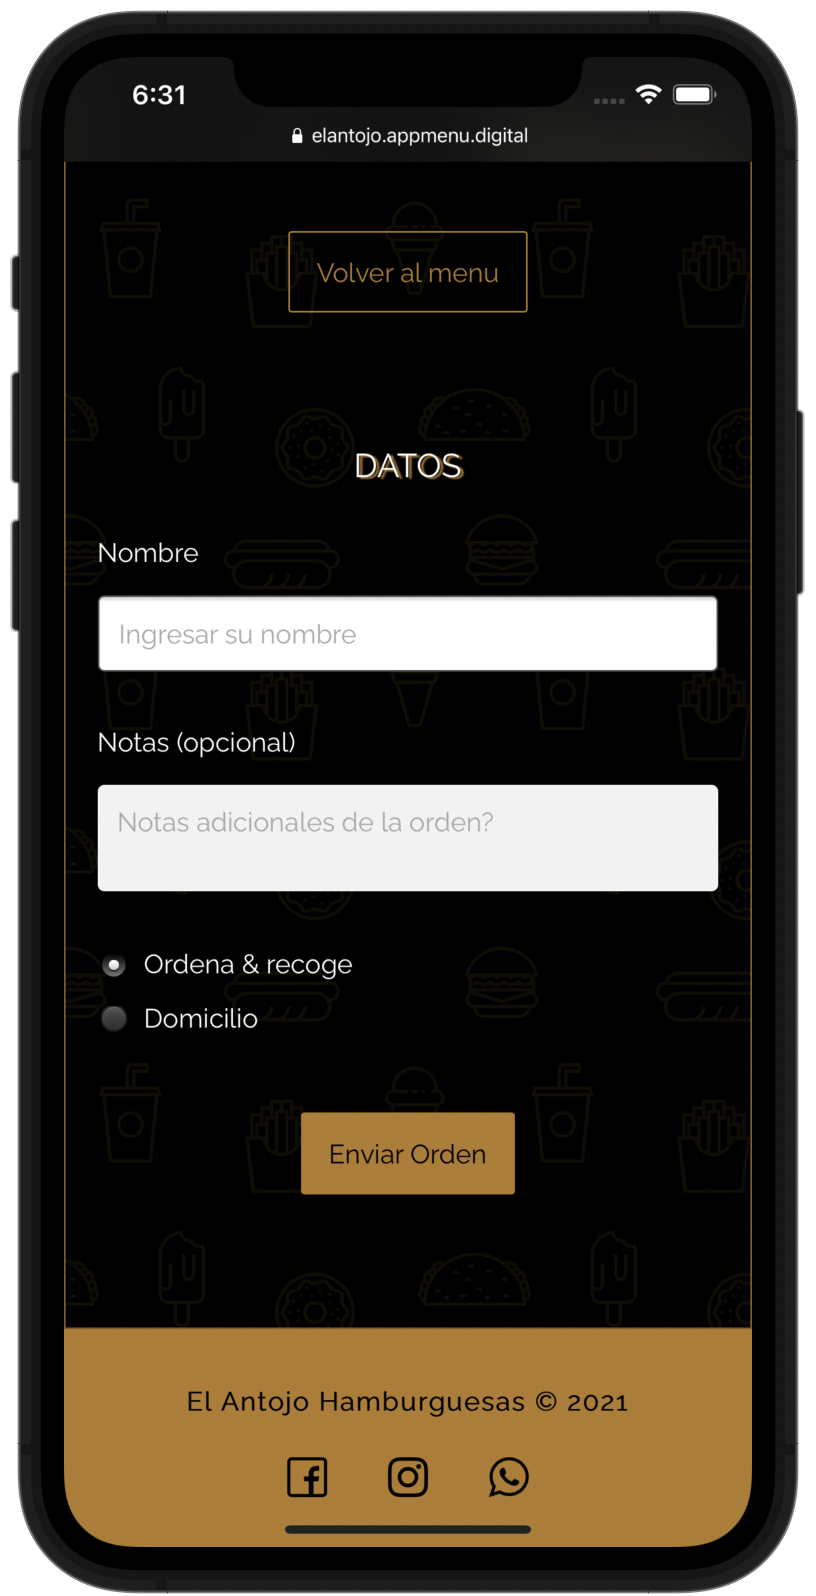 6:31
elantojo.appmenu.digital
Volver al menu
DATOS
Nombre
Ingresar su nombre
Notas (opcional)
Notas adicionales de la orden?
Ordena & recoge
Domicilio
Enviar Orden
El Antojo Hamburguesas © 2021